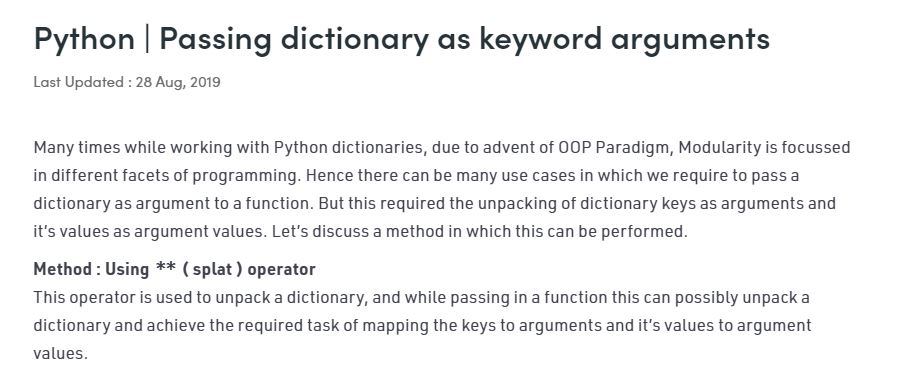 Python | Passing dictionary as keyword arguments
Last Updated : 28 Aug, 2019
Many times while working with Python dictionaries, due to advent of OOP Paradigm, Modularity is focussed
in different facets of programming. Hence there can be many use cases in which we require to pass a
dictionary as argument to a function. But this required the unpacking of dictionary keys as arguments and
it's values as argument values. Let's discuss a method in which this can be performed.
Method : Using ** ( splat ) operator
This operator is used to unpack a dictionary, and while passing in a function this can possibly unpack a
dictionary and achieve the required task of mapping the keys to arguments and it's values to argument
values.